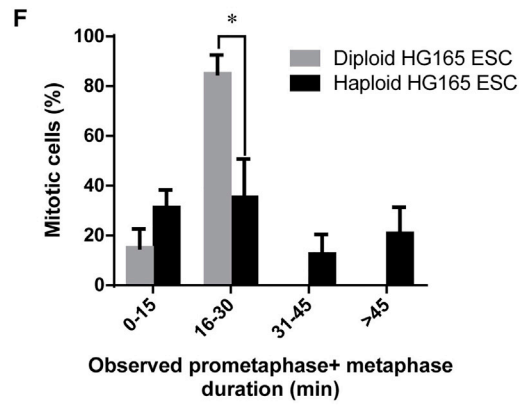 F
*
Diploid HG165 ESC
Haploid HG165 ESC
Mitotic cells (%)
100
80
60
40
20
0
0-15
16-30
31-45
>45
Observed prometaphase+ metaphase
duration (min)